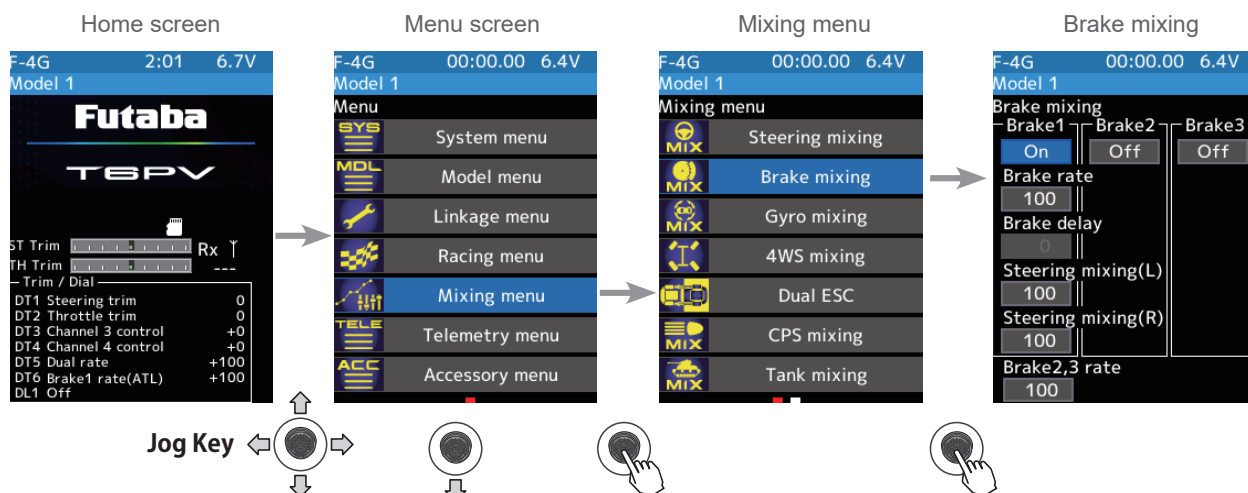 Home screen
Menu screen
Mixing menu
Brake mixing
F-4G 2:01 6.7V
Model 1
Futaba
T6PV
ST Trim
Rx
TH Trim
---
Trim / Dial
DT1 Steering trim 0
DT2 Throttle trim 0
DT3 Channel 3 control +0
DT4 Channel 4 control +0
DT5 Dual rate +100
DT6 Brake1 rate(ATL) +100
DL1 Off
F-4G 00:00.00 6.4V
Model 1
Menu
SYS System menu
MDL Model menu
Linkage menu
Racing menu
Mixing menu
TELE Telemetry menu
ACC Accessory menu
F-4G 00:00.00 6.4V
Model 1
Mixing menu
MIX Steering mixing
MIX Brake mixing
MIX Gyro mixing
4WS mixing
Dual ESC
MIX CPS mixing
MIX Tank mixing
F-4G 00:00.00 6.4V
Model 1
Brake mixing
Brake1 Brake2 Brake3
On Off Off
Brake rate
100
Brake delay
0
Steering mixing(L)
100
Steering mixing(R)
100
Brake2,3 rate
100
Jog Key